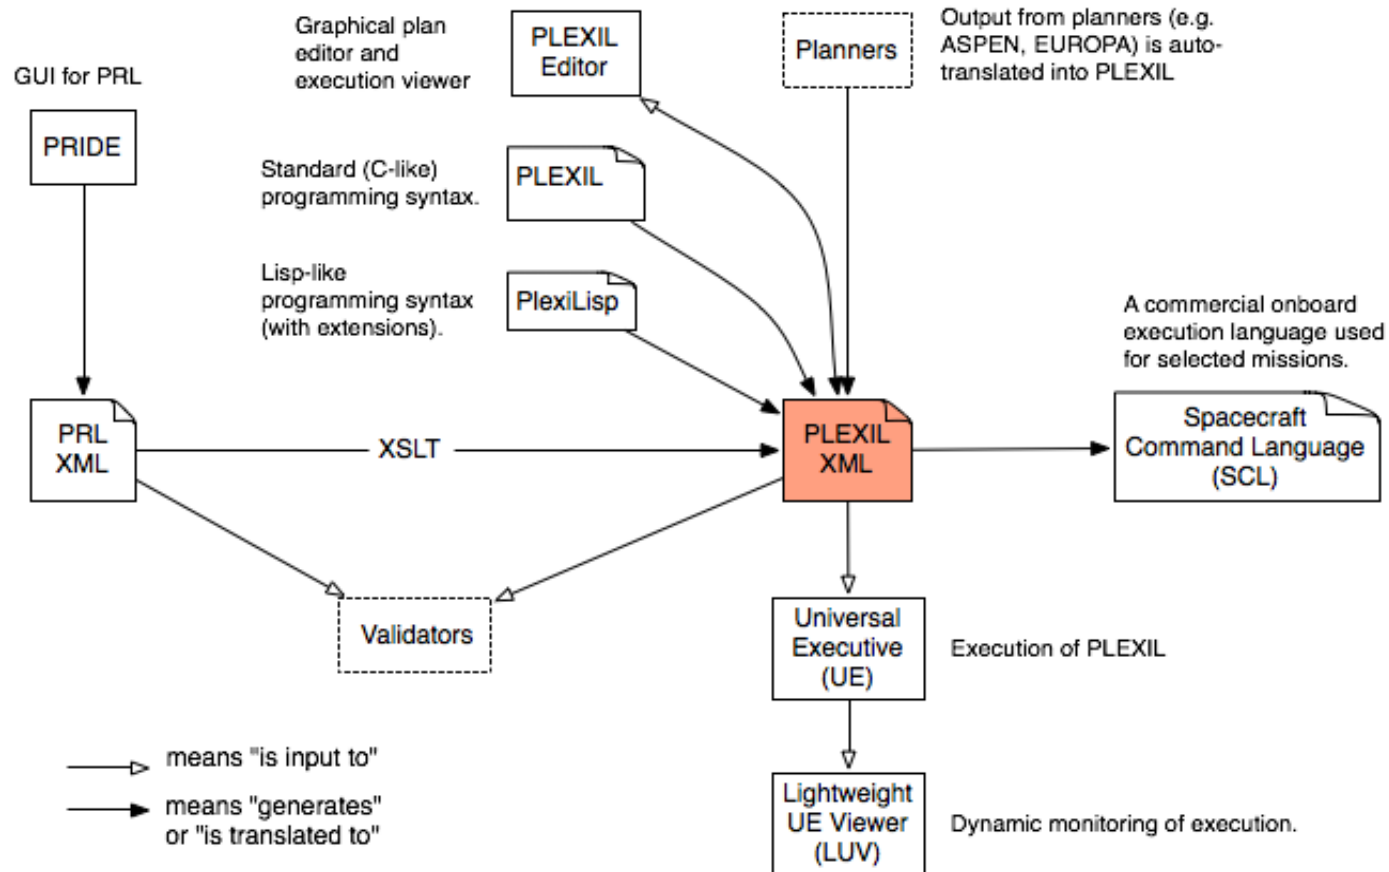 Graphical plan
editor and
execution viewer
PLEXIL
Editor
Planners
Output from planners (e.g.
ASPEN, EUROPA) is auto-
translated into PLEXIL
GUI for PRL
PRIDE
Standard (C-like)
programming syntax.
PLEXIL
Lisp-like
programming syntax
(with extensions).
PlexiLisp
A commercial onboard
execution language used
for selected missions.
PRL
XML
XSLT
PLEXIL
XML
Spacecraft
Command Language
(SCL)
Validators
Universal
Executive
(UE)
Execution of PLEXIL
means "is input to"
means "generates"
or "is translated to"
Lightweight
UE Viewer
(LUV)
Dynamic monitoring of execution.